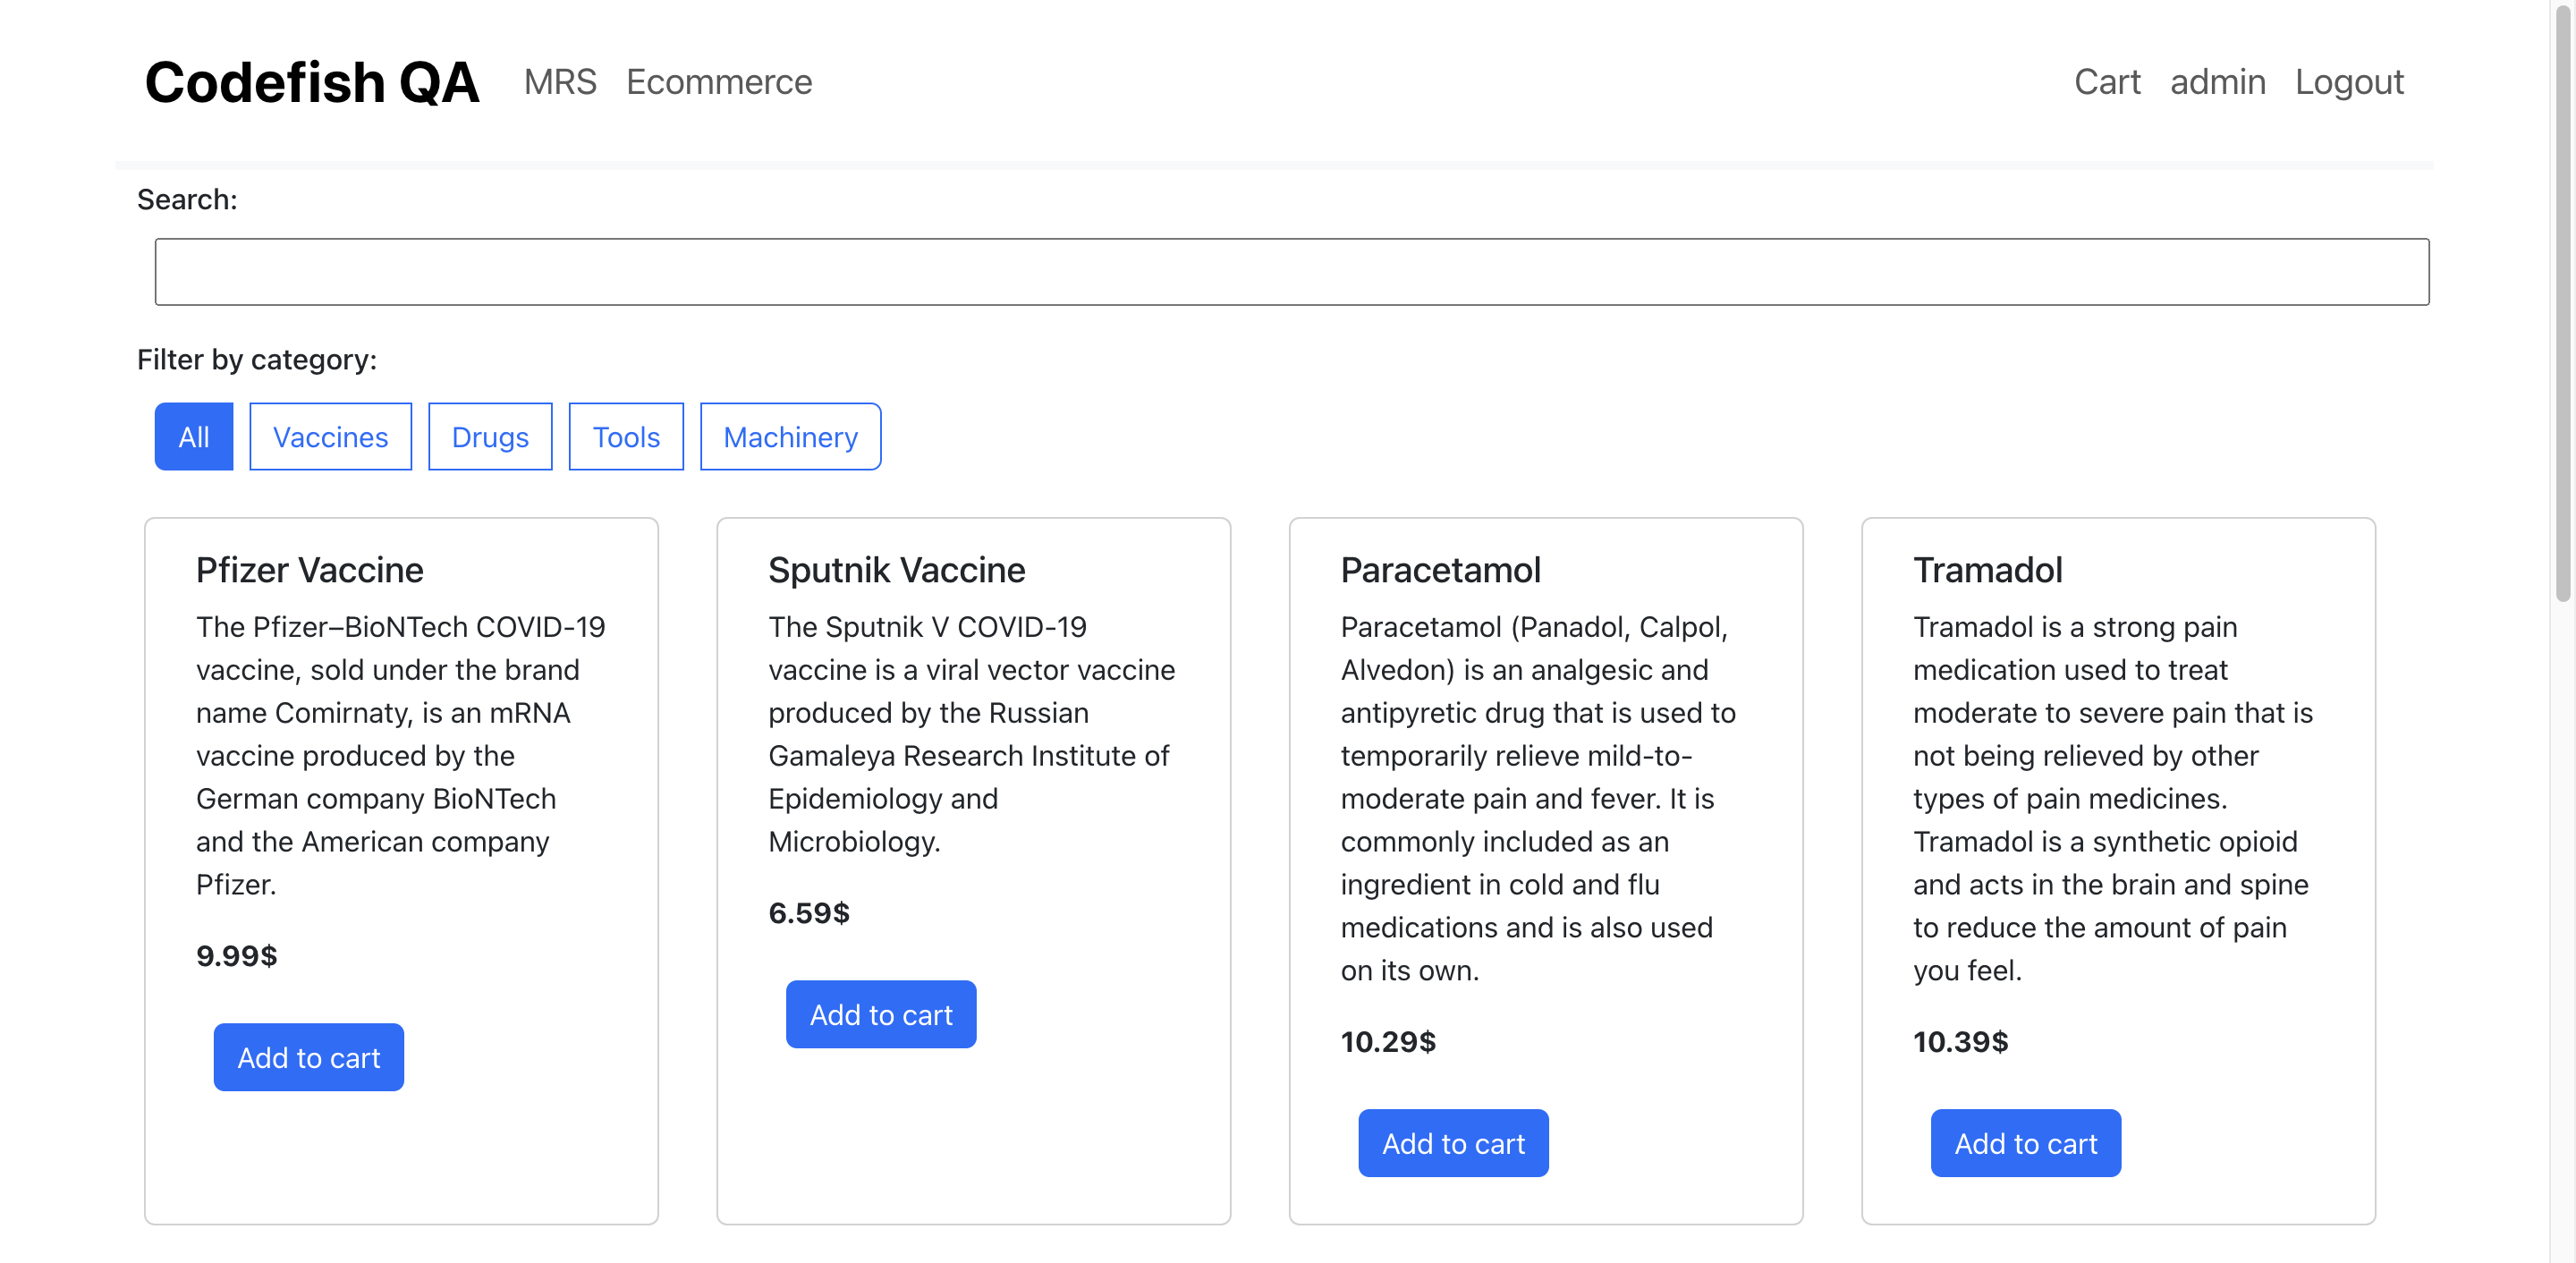 Codefish QA MRS Ecommerce Cart admin Logout
Search:
Filter by category:
All Vaccines Drugs Tools Machinery
Pfizer Vaccine
The Pfizer–BioNTech COVID-19
vaccine, sold under the brand
name Comirnaty, is an mRNA
vaccine produced by the
German company BioNTech
and the American company
Pfizer.
9.99$
Add to cart
Sputnik Vaccine
The Sputnik V COVID-19
vaccine is a viral vector vaccine
produced by the Russian
Gamaleya Research Institute of
Epidemiology and
Microbiology.
6.59$
Add to cart
Paracetamol
Paracetamol (Panadol, Calpol,
Alvedon) is an analgesic and
antipyretic drug that is used to
temporarily relieve mild-to-
moderate pain and fever. It is
commonly included as an
ingredient in cold and flu
medications and is also used
on its own.
10.29$
Add to cart
Tramadol
Tramadol is a strong pain
medication used to treat
moderate to severe pain that is
not being relieved by other
types of pain medicines.
Tramadol is a synthetic opioid
and acts in the brain and spine
to reduce the amount of pain
you feel.
10.39$
Add to cart